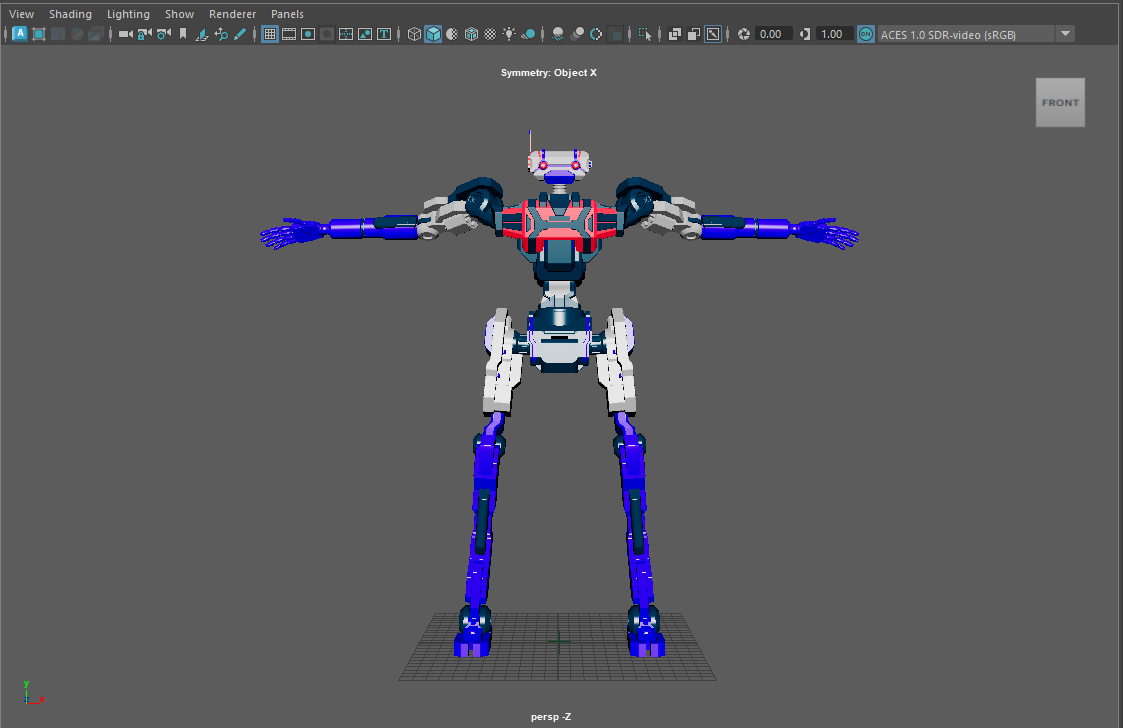 View Shading Lighting Show Renderer Panels
A T 0.00 1.00 ON ACES 1.0 SDR-video (sRGB)
Symmetry: Object X
FRONT
y
persp -Z